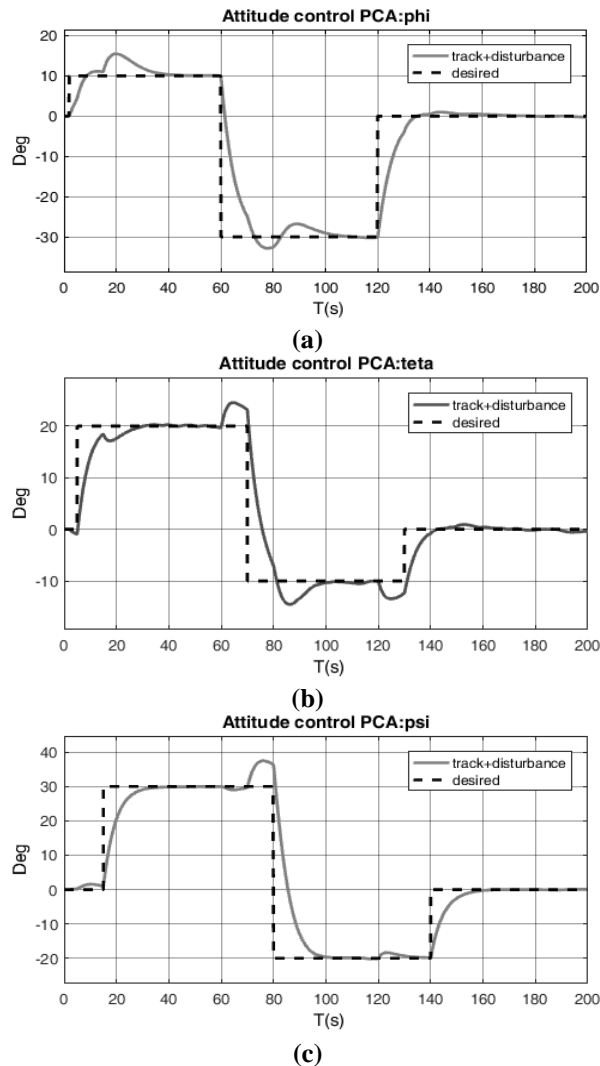 Attitude control PCA:phi
track+disturbance
desired
20
10
0
-10
-20
-30
Deg
0 20 40 60 80 100 120 140 160 180 200
T(s)
(a)
Attitude control PCA:teta
track+disturbance
desired
20
10
0
-10
Deg
0 20 40 60 80 100 120 140 160 180 200
T(s)
(b)
Attitude control PCA:psi
track+disturbance
desired
40
30
20
10
0
-10
-20
Deg
0 20 40 60 80 100 120 140 160 180 200
T(s)
(c)